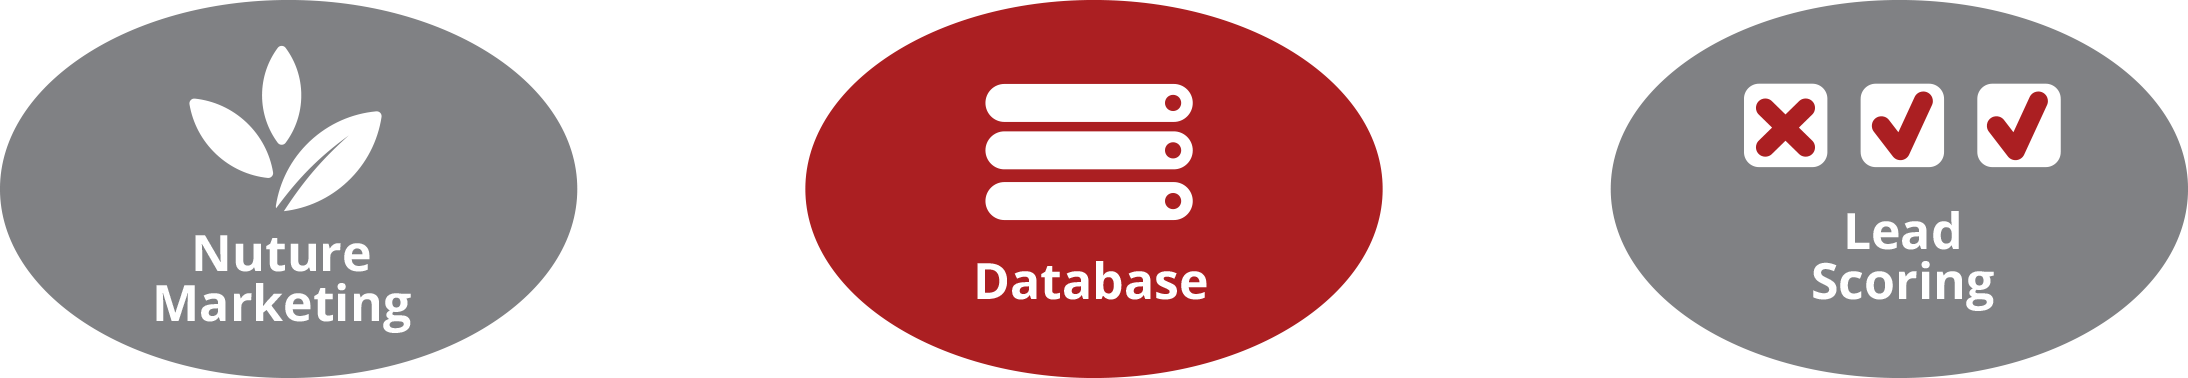 Nuture
Marketing
Database
Lead
Scoring